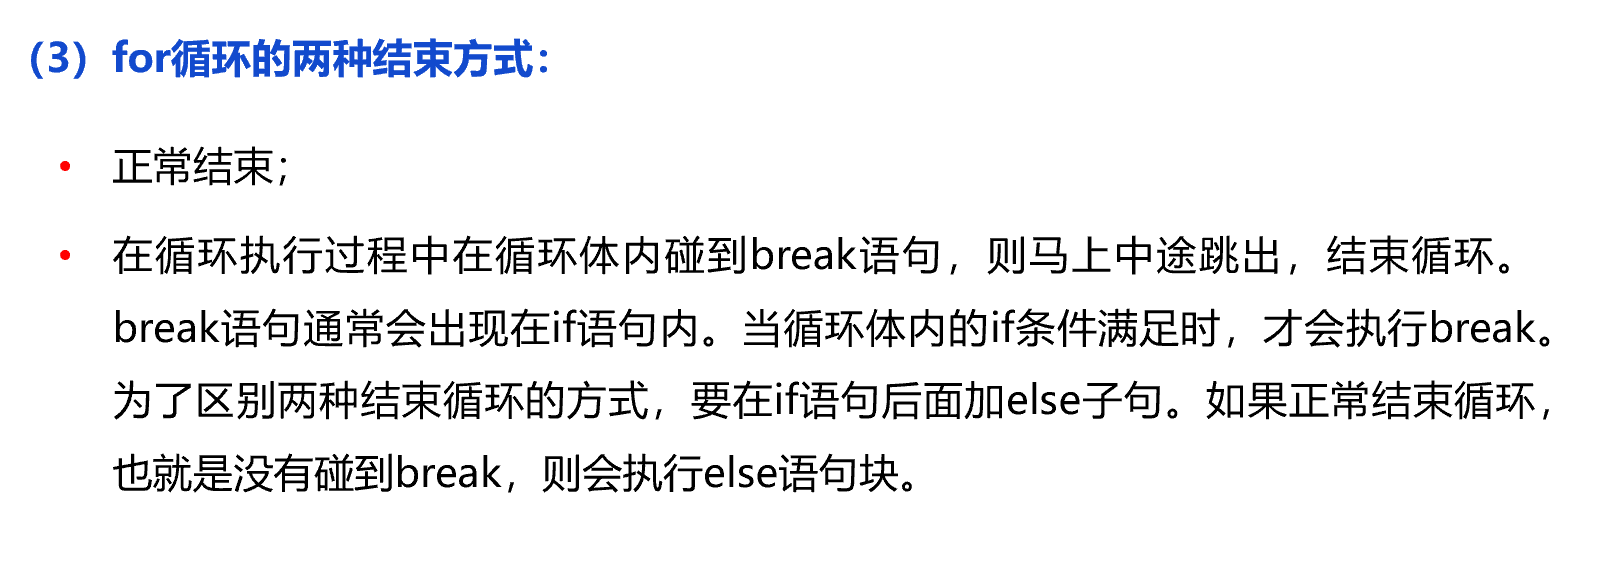 （3）for循环的两种结束方式：
• 正常结束；
• 在循环执行过程中在循环体内碰到break语句，则马上中途跳出，结束循环。
break语句通常会出现在if语句内。当循环体内的if条件满足时，才会执行break。
为了区别两种结束循环的方式，要在if语句后面加else子句。如果正常结束循环，
也就是没有碰到break，则会执行else语句块。